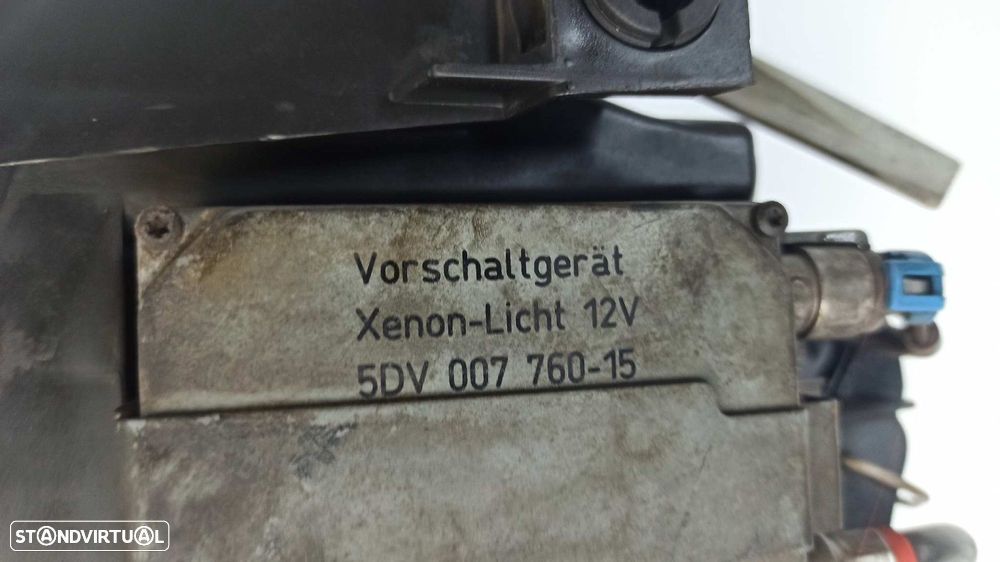 Vorschaltgerät
Xenon-Licht 12V
5DV 007 760-15
STANDVIRTUAL